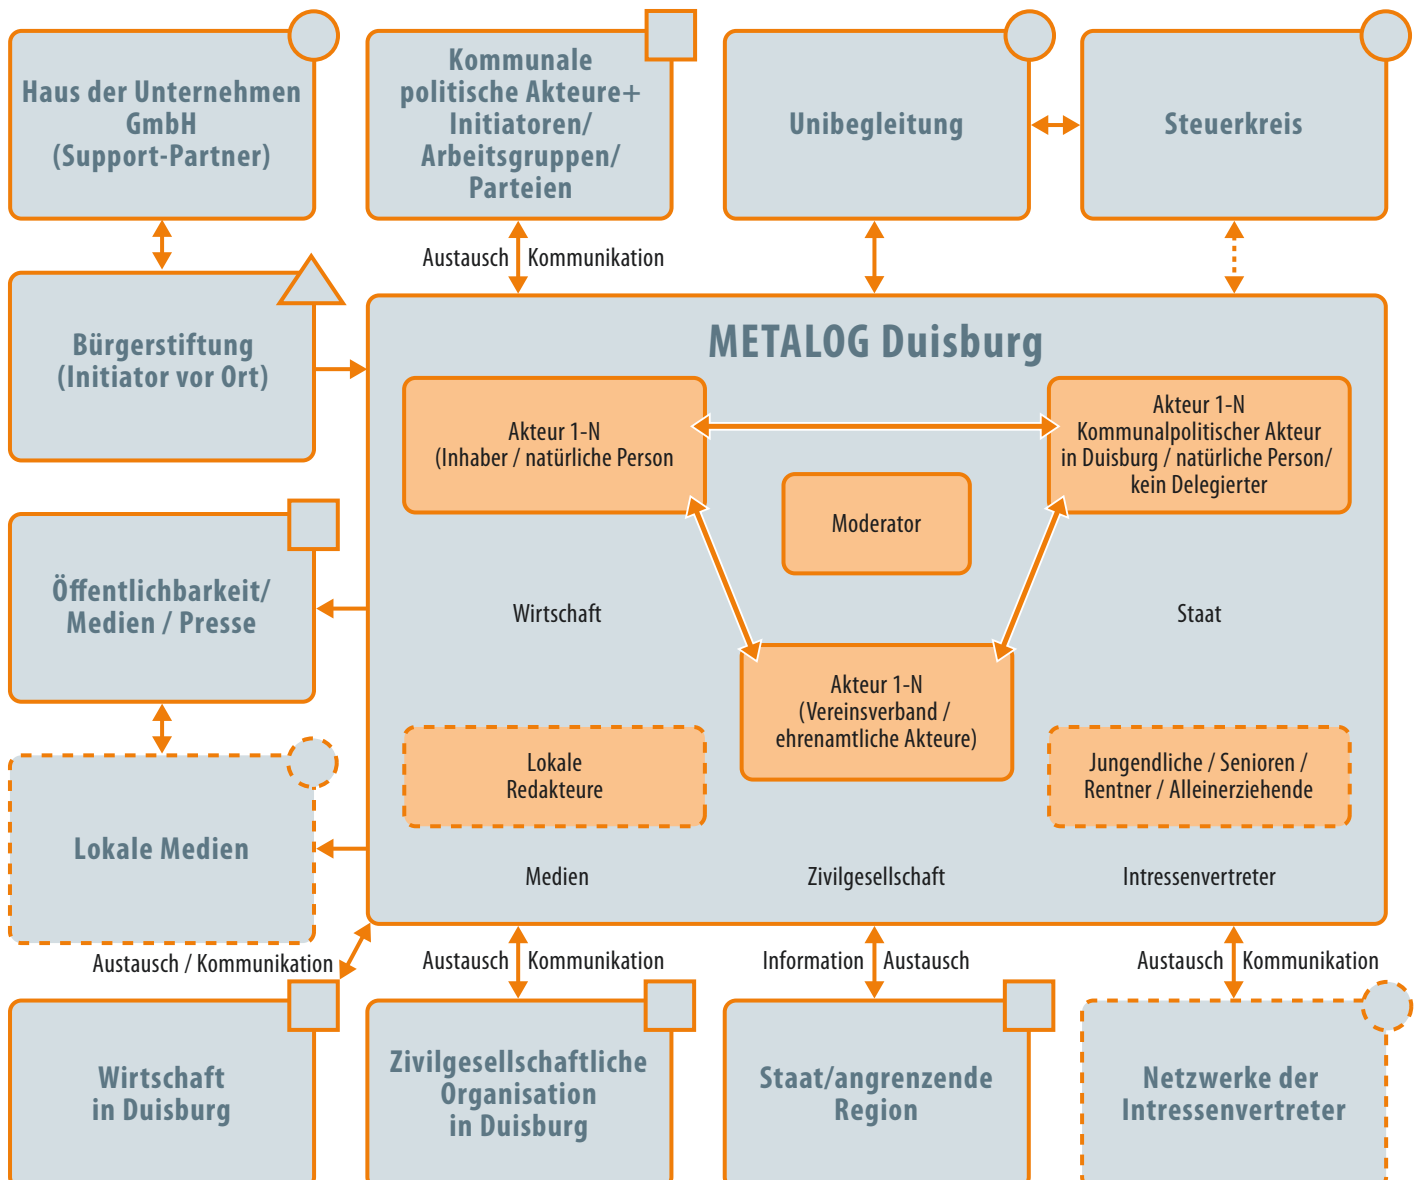 Haus der Unternehmen
GmbH
(Support-Partner)
Kommunale
politische Akteure+
Initiatoren/
Arbeitsgruppen/
Parteien
Unibegleitung
Steuerkreis
Austausch
Kommunikation
Bürgerstiftung
(Initiator vor Ort)
METALOG Duisburg
Akteur 1-N
(Inhaber / natürliche Person
Akteur 1-N
Kommunalpolitischer Akteur
in Duisburg / natürliche Person/
kein Delegierter
Moderator
Öffentlichbarkeit/
Medien / Presse
Wirtschaft
Staat
Akteur 1-N
(Vereinsverband /
ehrenamtliche Akteure)
Lokale
Redakteure
Jungendliche / Senioren /
Rentner / Alleinerziehende
Lokale Medien
Medien
Zivilgesellschaft
Intressenvertreter
Austausch / Kommunikation
Austausch
Kommunikation
Information
Austausch
Austausch
Kommunikation
Wirtschaft
in Duisburg
Zivilgesellschaftliche
Organisation
in Duisburg
Staat/angrenzende
Region
Netzwerke der
Intressenvertreter